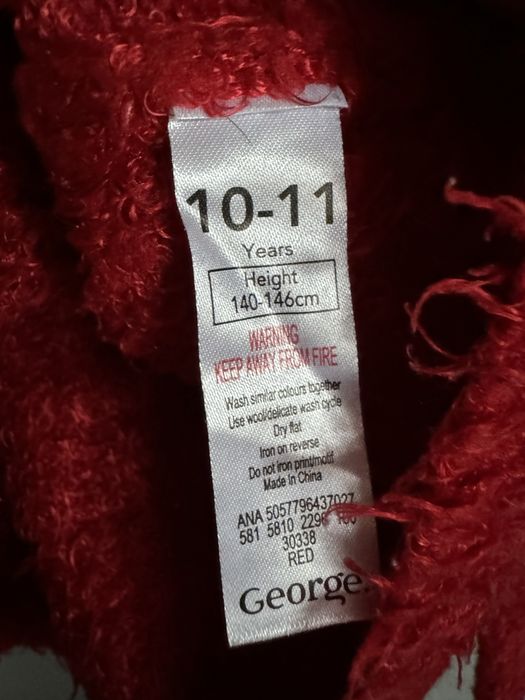 10-11
Years
Height
140-146cm
WARNING
KEEP AWAY FROM FIRE
Wash similar colours together
Use wool/delicate wash cycle
Dry flat
Iron on reverse
Do not iron print/motif
Made in China
ANA 5057796437027
581 5810
30338
RED
George.